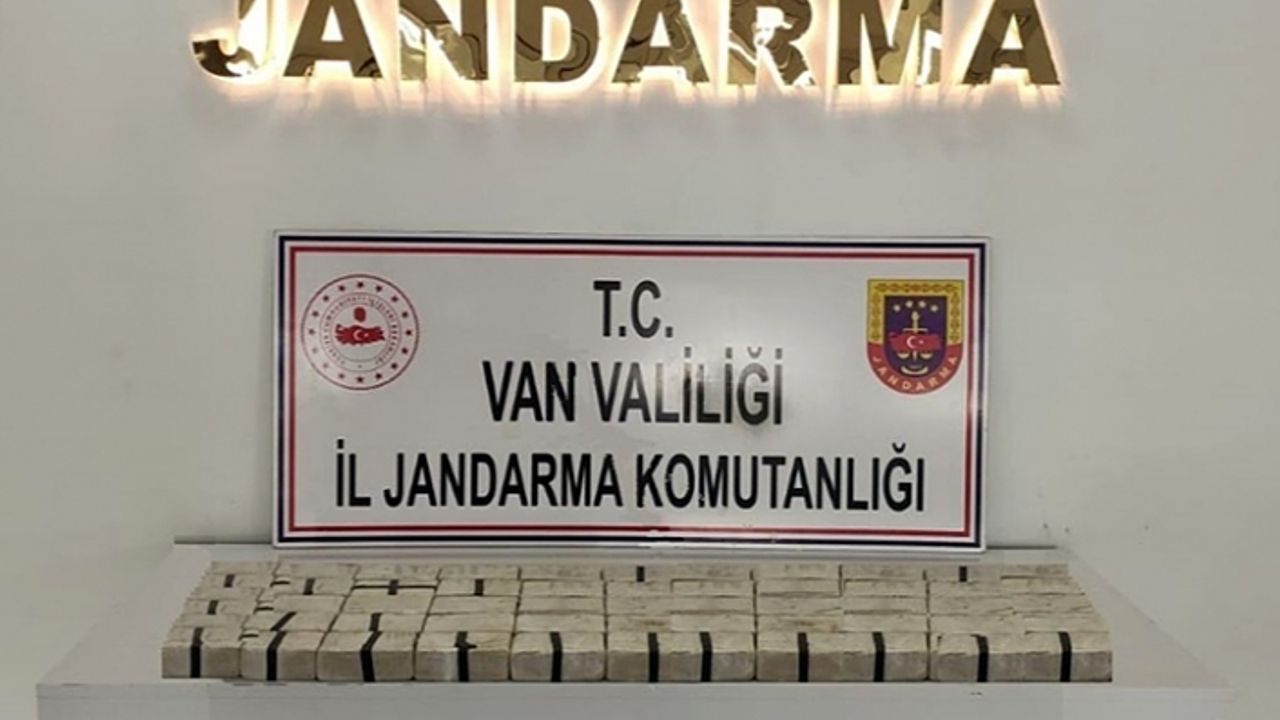 JANDARMA
T.C.
VAN VALİLİĞİ
İL JANDARMA KOMUTANLIĞI
JANDARMA